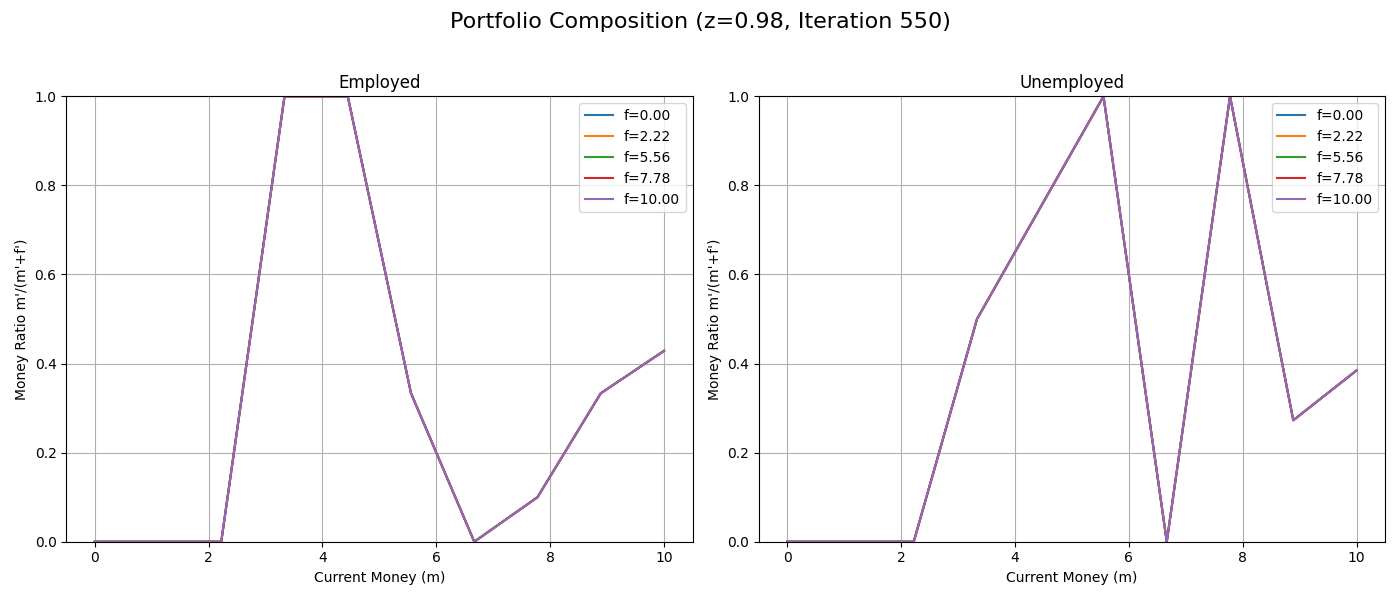 Portfolio Composition (z=0.98, Iteration 550)
Employed
Money Ratio m'/(m'+f')
1.0
0.8
0.6
0.4
0.2
0.0
0 2 4 6 8 10
Current Money (m)
f=0.00
f=2.22
f=5.56
f=7.78
f=10.00
Unemployed
Money Ratio m'/(m'+f')
1.0
0.8
0.6
0.4
0.2
0.0
0 2 4 6 8 10
Current Money (m)
f=0.00
f=2.22
f=5.56
f=7.78
f=10.00